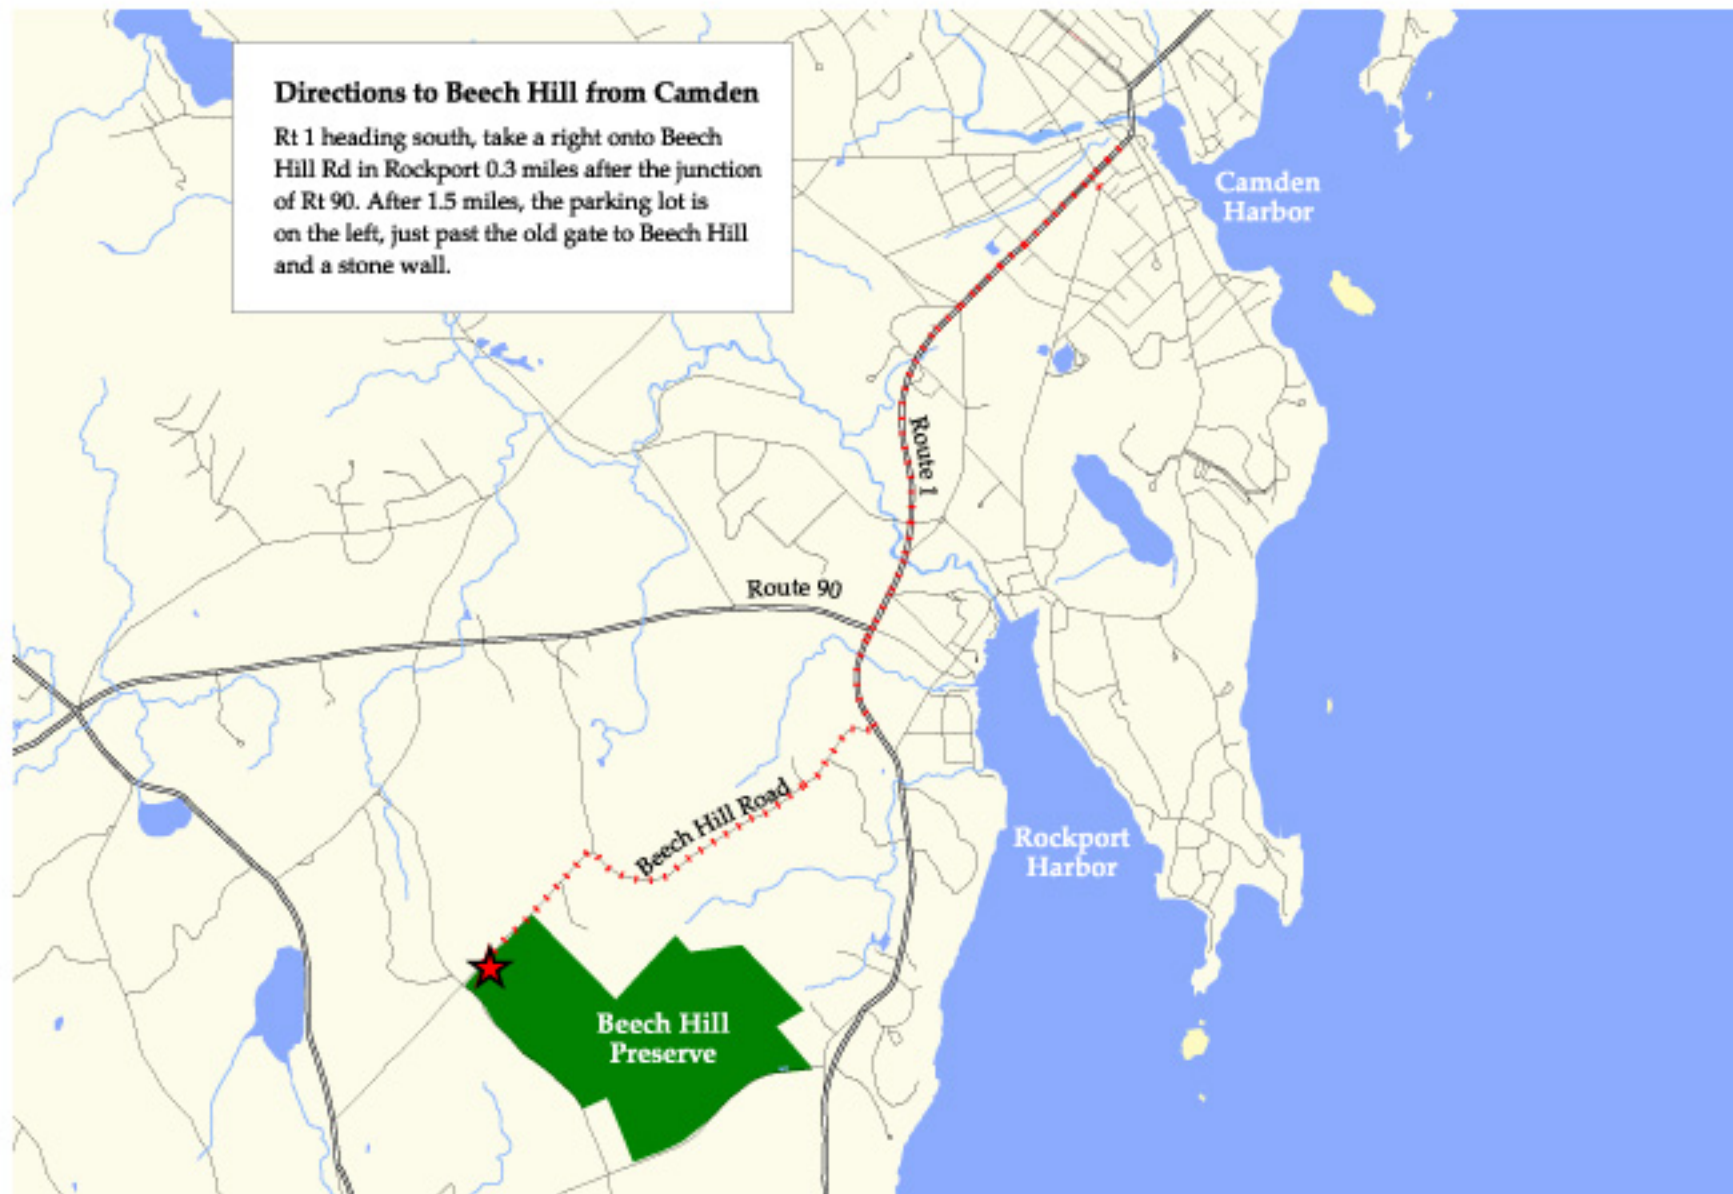 Directions to Beech Hill from Camden
Rt 1 heading south, take a right onto Beech
Hill Rd in Rockport 0.3 miles after the junction
of Rt 90. After 1.5 miles, the parking lot is
on the left, just past the old gate to Beech Hill
and a stone wall.
Camden
Harbor
Route 1
Route 90
Beech Hill Road
Rockport
Harbor
Beech Hill
Preserve